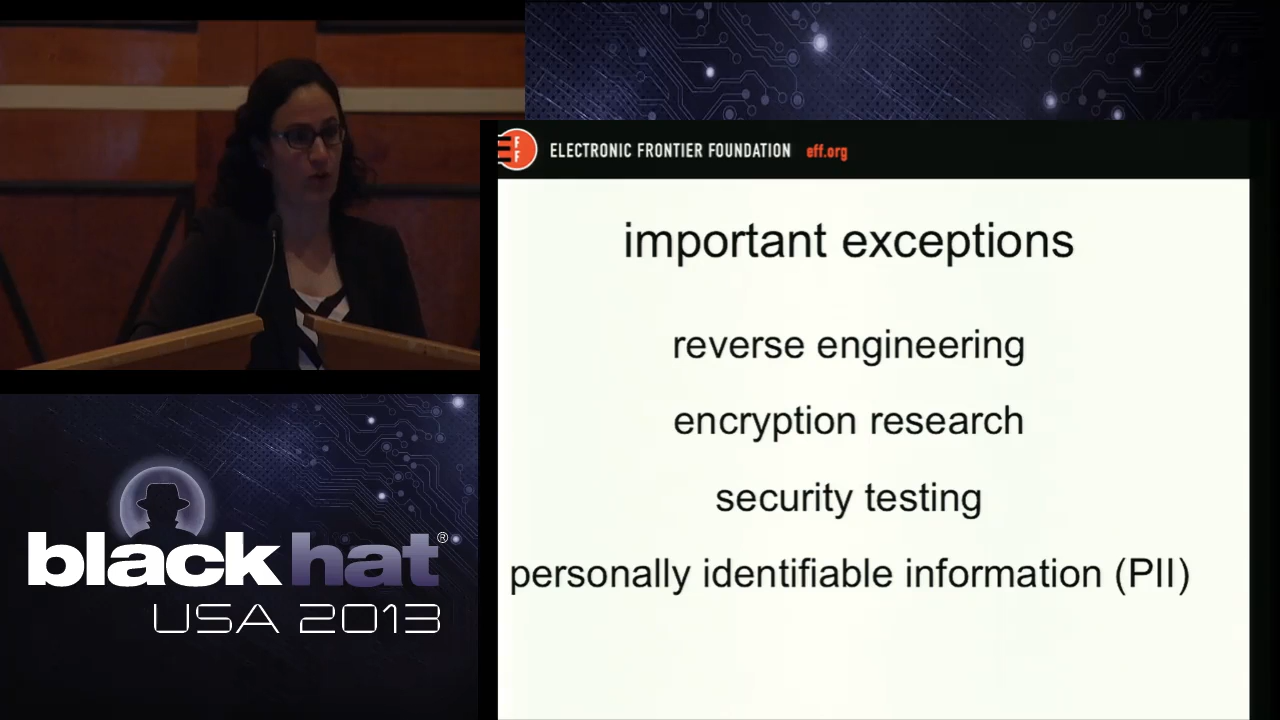 EFF
ELECTRONIC FRONTIER FOUNDATION eff.org
important exceptions
reverse engineering
encryption research
security testing
personally identifiable information (PII)
black hat®
USA 2013